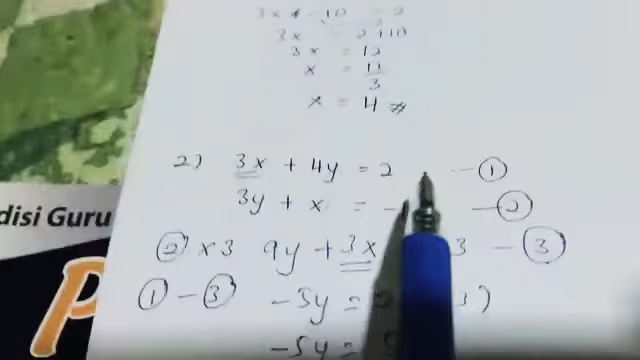 3x - 10 = 2
3x = 2+10
3x = 12
x = 12/3
x = 4
2) 3x + 4y = 2 - ①
3y + x = - - ②
② x 3 9y + 3x 3 - ③
① - ③ -3y = 3)
-5y =
disi Guru
P